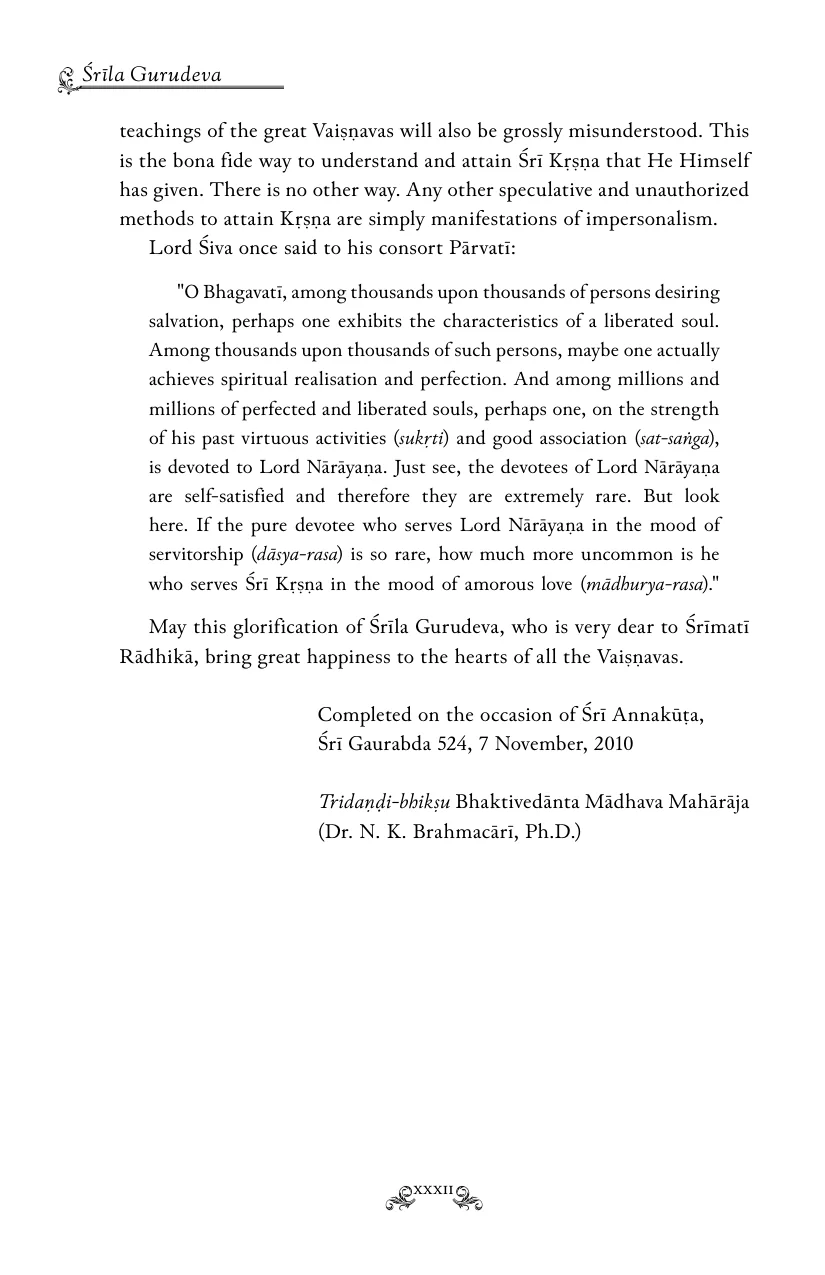 Śrīla Gurudeva
teachings of the great Vaiṣṇavas will also be grossly misunderstood. This
is the bona fide way to understand and attain Śrī Kṛṣṇa that He Himself
has given. There is no other way. Any other speculative and unauthorized
methods to attain Kṛṣṇa are simply manifestations of impersonalism.
Lord Śiva once said to his consort Pārvatī:
"O Bhagavatī, among thousands upon thousands of persons desiring
salvation, perhaps one exhibits the characteristics of a liberated soul.
Among thousands upon thousands of such persons, maybe one actually
achieves spiritual realisation and perfection. And among millions and
millions of perfected and liberated souls, perhaps one, on the strength
of his past virtuous activities (sukṛti) and good association (sat-saṅga),
is devoted to Lord Nārāyaṇa. Just see, the devotees of Lord Nārāyaṇa
are self-satisfied and therefore they are extremely rare. But look
here. If the pure devotee who serves Lord Nārāyaṇa in the mood of
servitorship (dāsya-rasa) is so rare, how much more uncommon is he
who serves Śrī Kṛṣṇa in the mood of amorous love (mādhurya-rasa)."
May this glorification of Śrīla Gurudeva, who is very dear to Śrīmatī
Rādhikā, bring great happiness to the hearts of all the Vaiṣṇavas.
Completed on the occasion of Śrī Annakūṭa,
Śrī Gaurabda 524, 7 November, 2010
Tridaṇḍi-bhikṣu Bhaktivedānta Mādhava Mahārāja
(Dr. N. K. Brahmacārī, Ph.D.)
XXXII